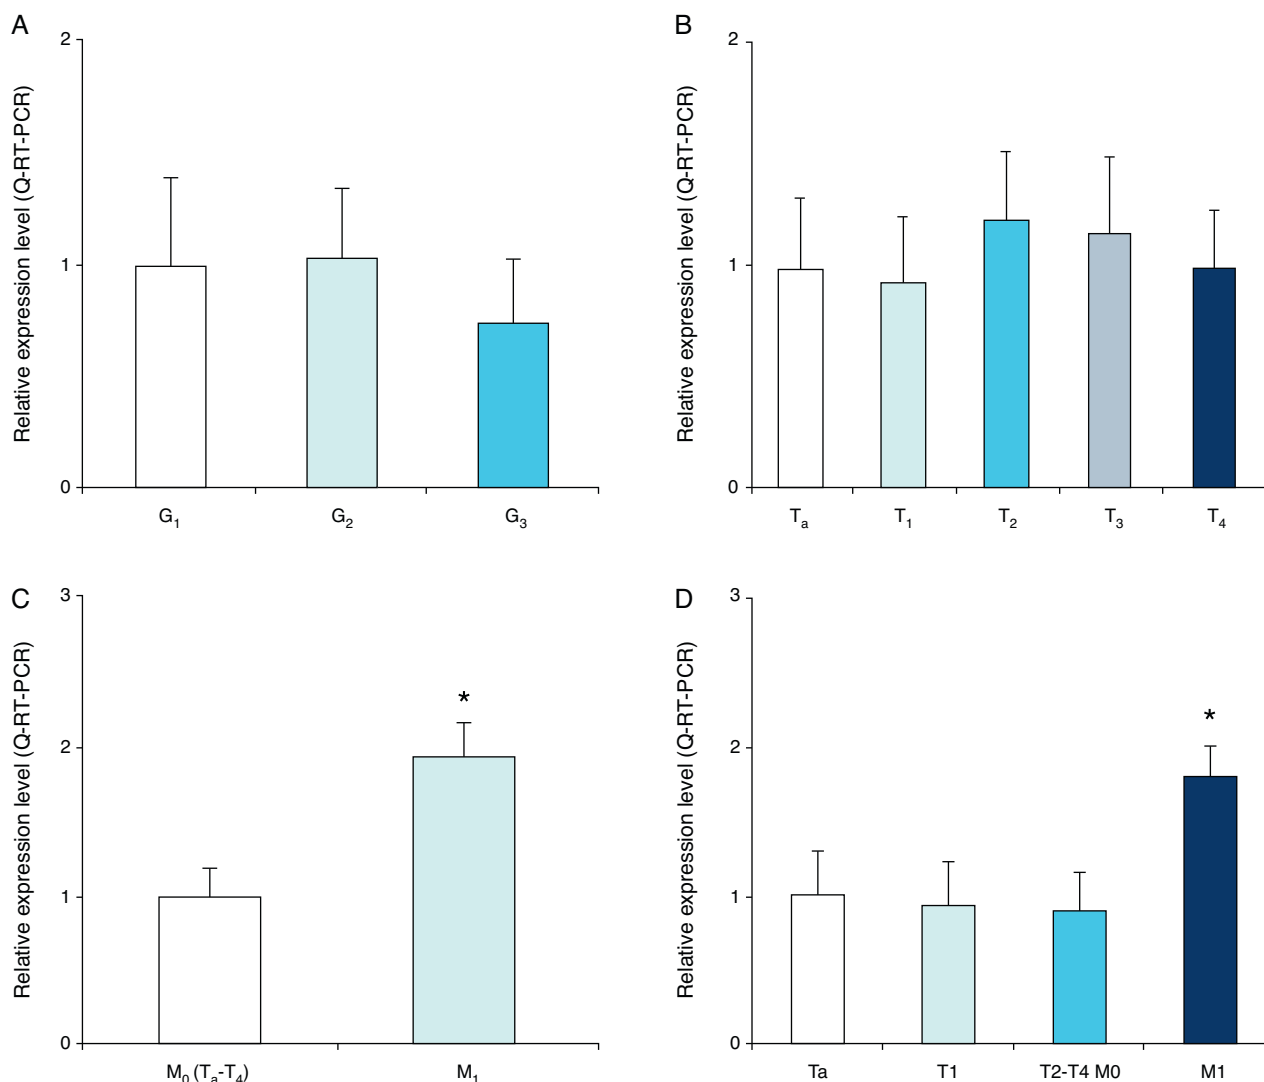 A
Relative expression level (Q-RT-PCR)
2
1
0
G1
G2
G3
B
Relative expression level (Q-RT-PCR)
2
1
0
Ta
T1
T2
T3
T4
C
Relative expression level (Q-RT-PCR)
3
2
1
0
*
M0 (Ta-T4)
M1
D
Relative expression level (Q-RT-PCR)
3
2
1
0
*
Ta
T1
T2-T4 M0
M1